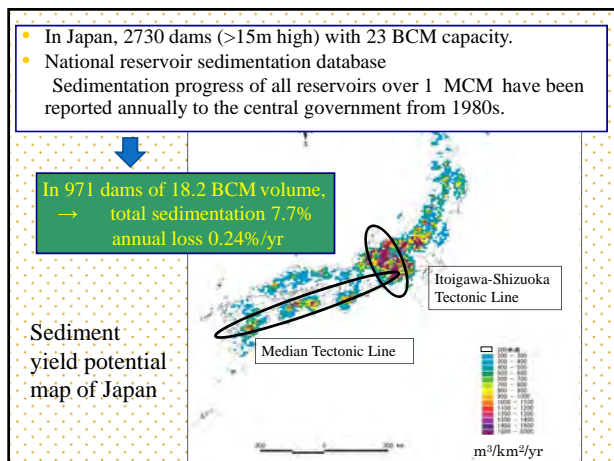 In Japan, 2730 dams (>15m high) with 23 BCM capacity.
National reservoir sedimentation database
Sedimentation progress of all reservoirs over 1 MCM have been
reported annually to the central government from 1980s.
In 971 dams of 18.2 BCM volume,
→ total sedimentation 7.7%
annual loss 0.24%/yr
Itoigawa-Shizuoka
Tectonic Line
Median Tectonic Line
Sediment
yield potential
map of Japan
m³/km²/yr